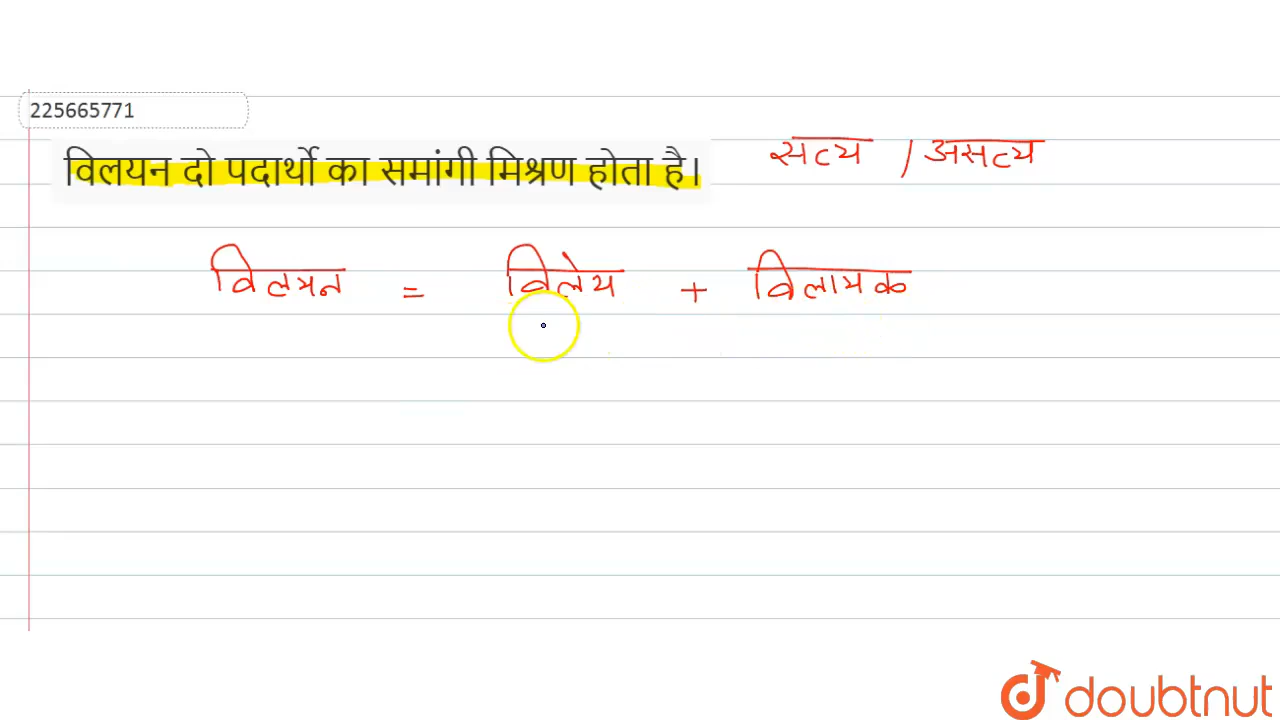 225665771
विलयन दो पदार्थो का समांगी मिश्रण होता है। सत्य / असत्य
विलयन = विलेय + विलायक
doubtnut